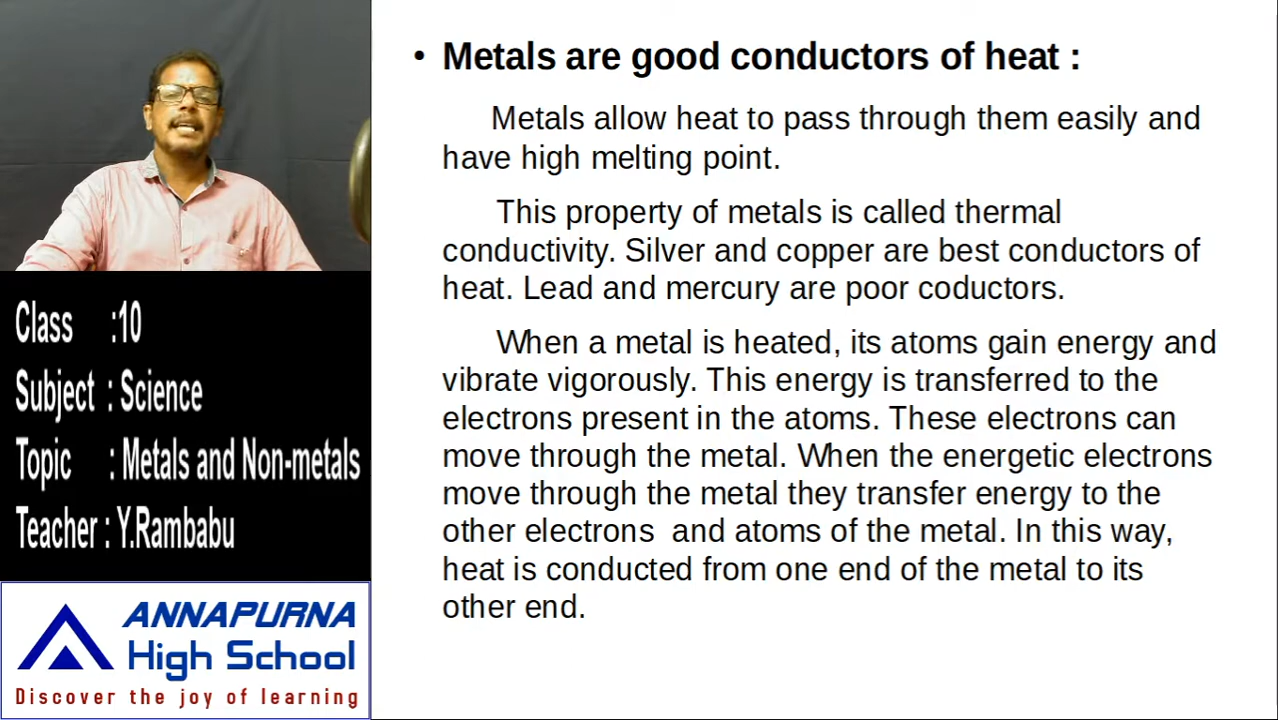 • Metals are good conductors of heat :
Metals allow heat to pass through them easily and
have high melting point.
This property of metals is called thermal
conductivity. Silver and copper are best conductors of
heat. Lead and mercury are poor coductors.
When a metal is heated, its atoms gain energy and
vibrate vigorously. This energy is transferred to the
electrons present in the atoms. These electrons can
move through the metal. When the energetic electrons
move through the metal they transfer energy to the
other electrons and atoms of the metal. In this way,
heat is conducted from one end of the metal to its
other end.
Class :10
Subject : Science
Topic : Metals and Non-metals
Teacher : Y.Rambabu
ANNAPURNA
High School
Discover the joy of learning